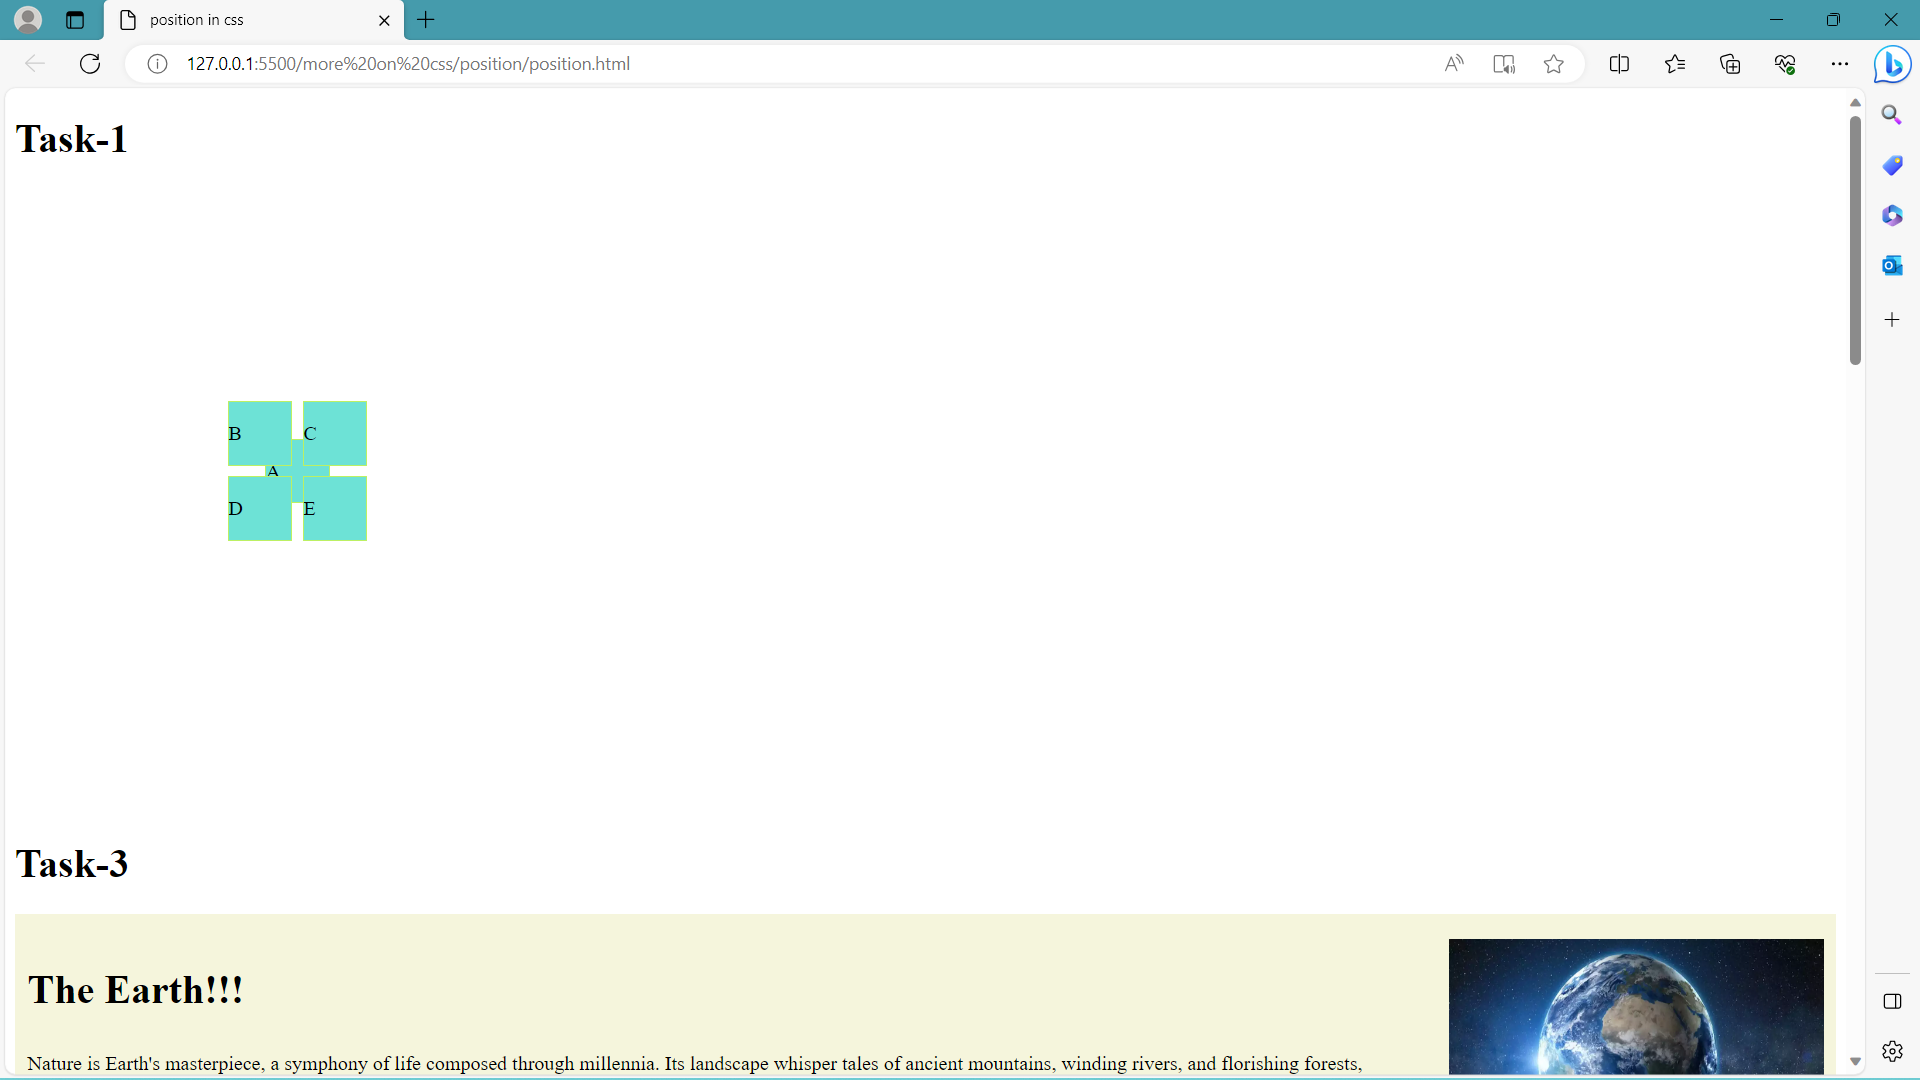 position in css
127.0.0.1:5500/more%20on%20css/position/position.html
Task-1
B C
A
D E
Task-3
The Earth!!!
Nature is Earth's masterpiece, a symphony of life composed through millennia. Its landscape whisper tales of ancient mountains, winding rivers, and florishing forests,